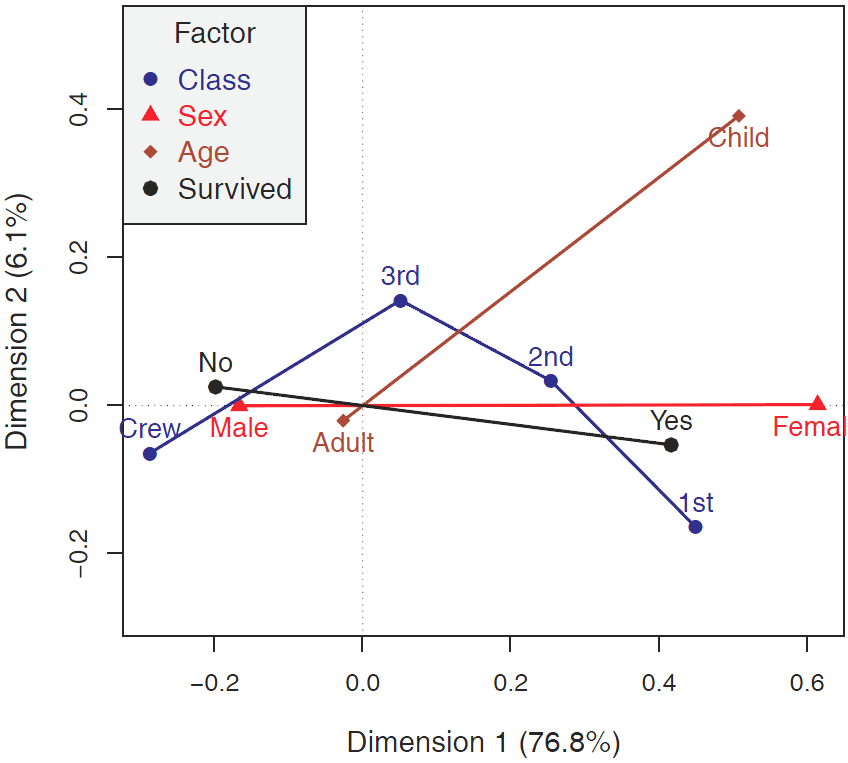 Factor
Class
Sex
Age
Survived
Child
3rd
2nd
No
Crew
Male
Adult
Yes
Femal
1st
0.4
0.2
0.0
−0.2
Dimension 2 (6.1%)
−0.2 0.0 0.2 0.4 0.6
Dimension 1 (76.8%)